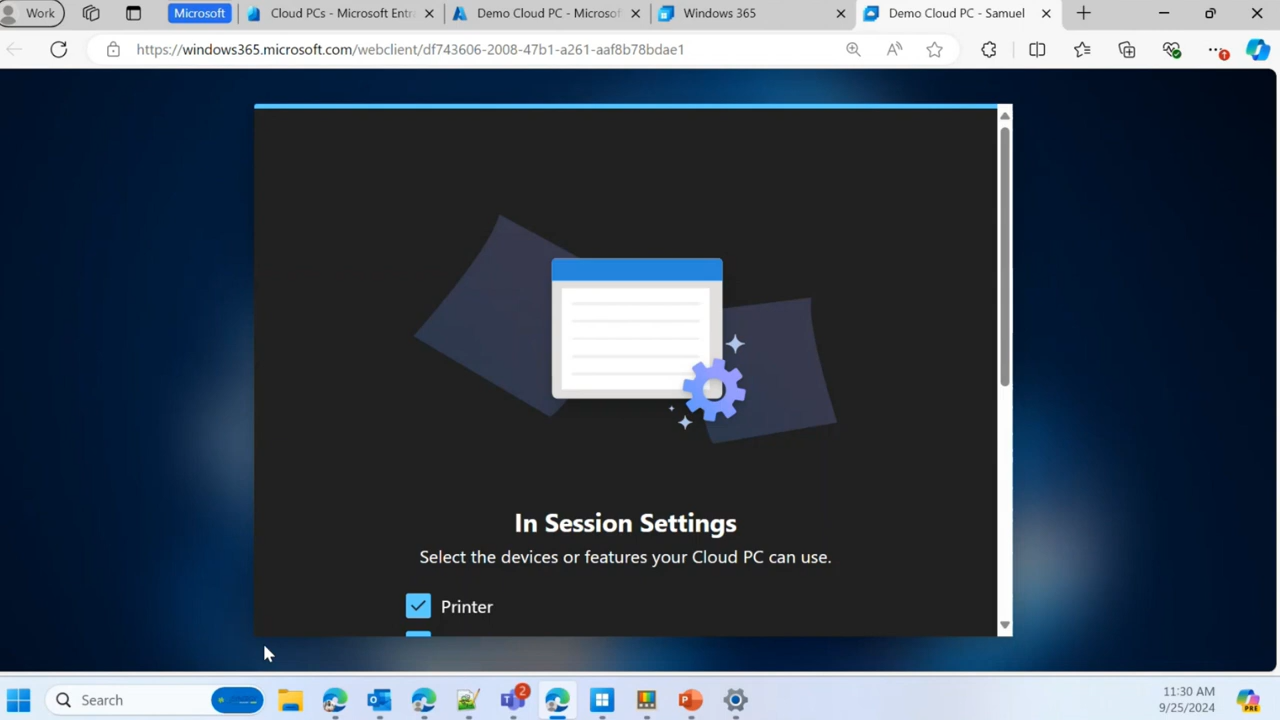 Work
Microsoft
Cloud PCs - Microsoft Entr
Demo Cloud PC - Microsof
Windows 365
Demo Cloud PC - Samuel
https://windows365.microsoft.com/webclient/df743606-2008-47b1-a261-aaf8b78bdae1
In Session Settings
Select the devices or features your Cloud PC can use.
Printer
Search
2
11:30 AM
9/25/2024
PRE